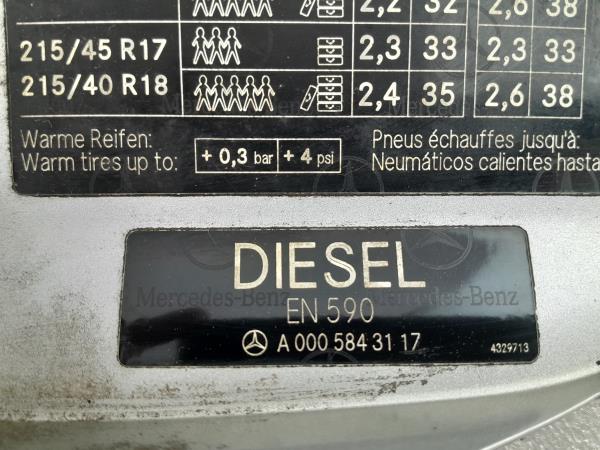 2,2 32 2,6 38
215/45 R17 2,3 33 2,3 33
215/40 R18 2,4 35 2,6 38
Warme Reifen:
Warm tires up to: + 0,3 bar + 4 psi
Pneus échauffes jusqu'à:
Neumáticos calientes hasta
DIESEL
Mercedes-Benz Mercedes-Benz
EN 590
A 000 584 31 17
4329713